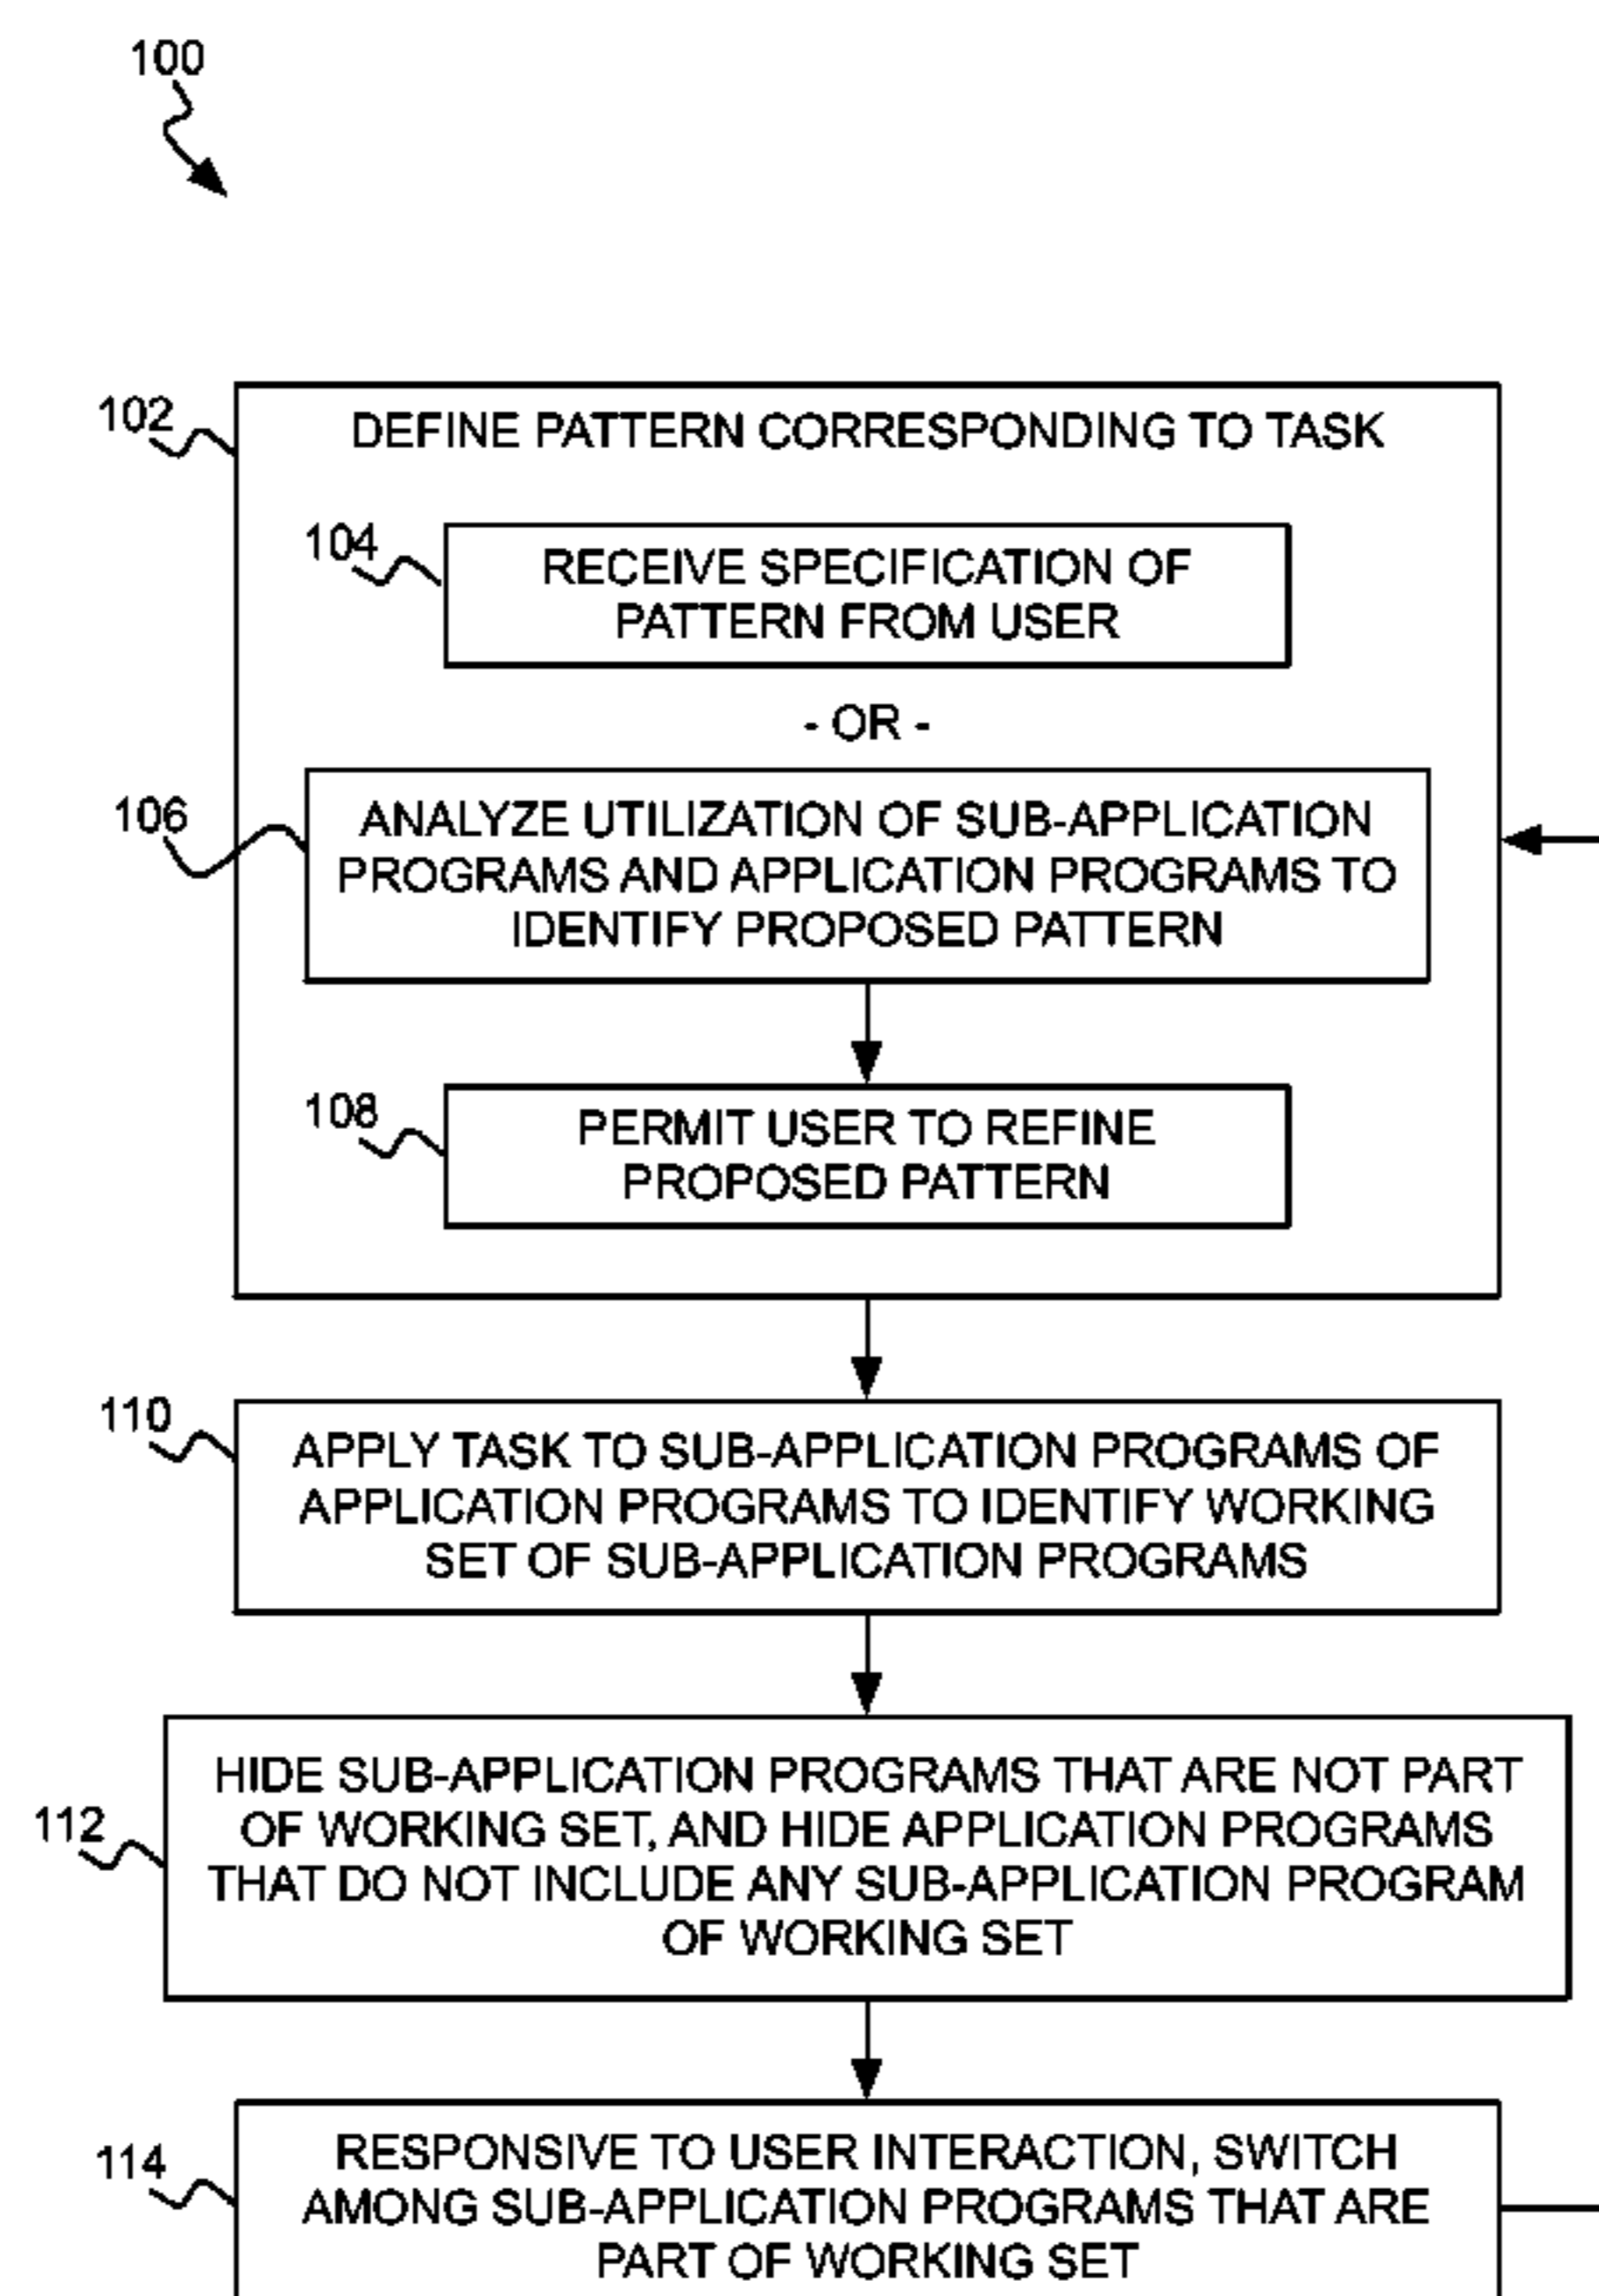 100
102
DEFINE PATTERN CORRESPONDING TO TASK
104
RECEIVE SPECIFICATION OF
PATTERN FROM USER
- OR -
106
ANALYZE UTILIZATION OF SUB-APPLICATION
PROGRAMS AND APPLICATION PROGRAMS TO
IDENTIFY PROPOSED PATTERN
108
PERMIT USER TO REFINE
PROPOSED PATTERN
110
APPLY TASK TO SUB-APPLICATION PROGRAMS OF
APPLICATION PROGRAMS TO IDENTIFY WORKING
SET OF SUB-APPLICATION PROGRAMS
112
HIDE SUB-APPLICATION PROGRAMS THAT ARE NOT PART
OF WORKING SET, AND HIDE APPLICATION PROGRAMS
THAT DO NOT INCLUDE ANY SUB-APPLICATION PROGRAM
OF WORKING SET
114
RESPONSIVE TO USER INTERACTION, SWITCH
AMONG SUB-APPLICATION PROGRAMS THAT ARE
PART OF WORKING SET